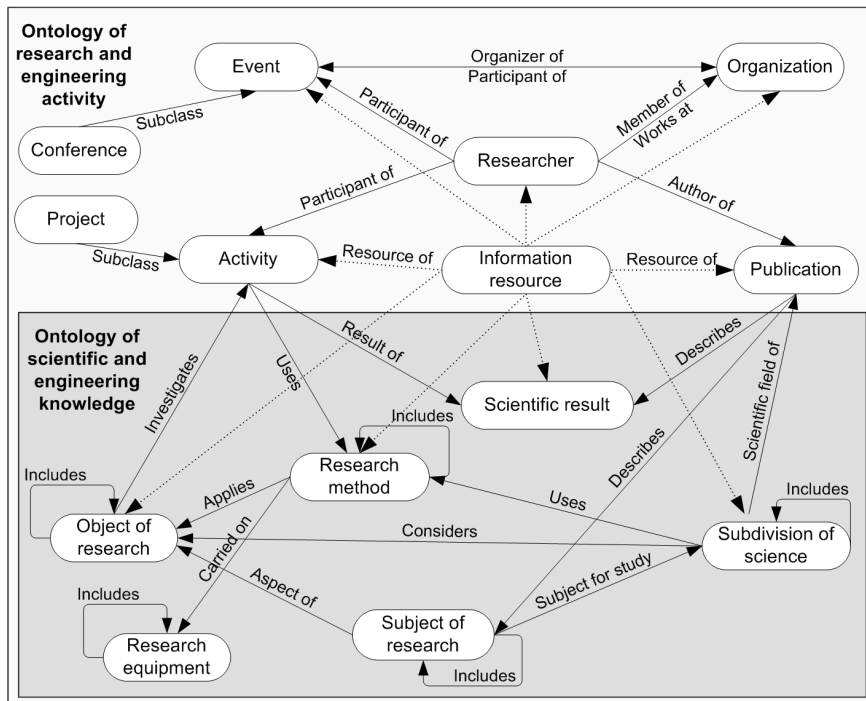 Ontology of
research and
engineering
activity
Event
Organizer of
Participant of
Organization
Subclass
Participant of
Member of
Works at
Conference
Researcher
Participant of
Author of
Project
Subclass
Activity
Resource of
Information
resource
Resource of
Publication
Ontology of
scientific and
engineering
knowledge
Investigates
Uses
Result of
Describes
Scientific field of
Scientific result
Includes
Describes
Research
method
Includes
Applies
Uses
Includes
Object of
research
Carried on
Considers
Subdivision of
science
Includes
Aspect of
Subject for study
Research
equipment
Subject of
research
Includes